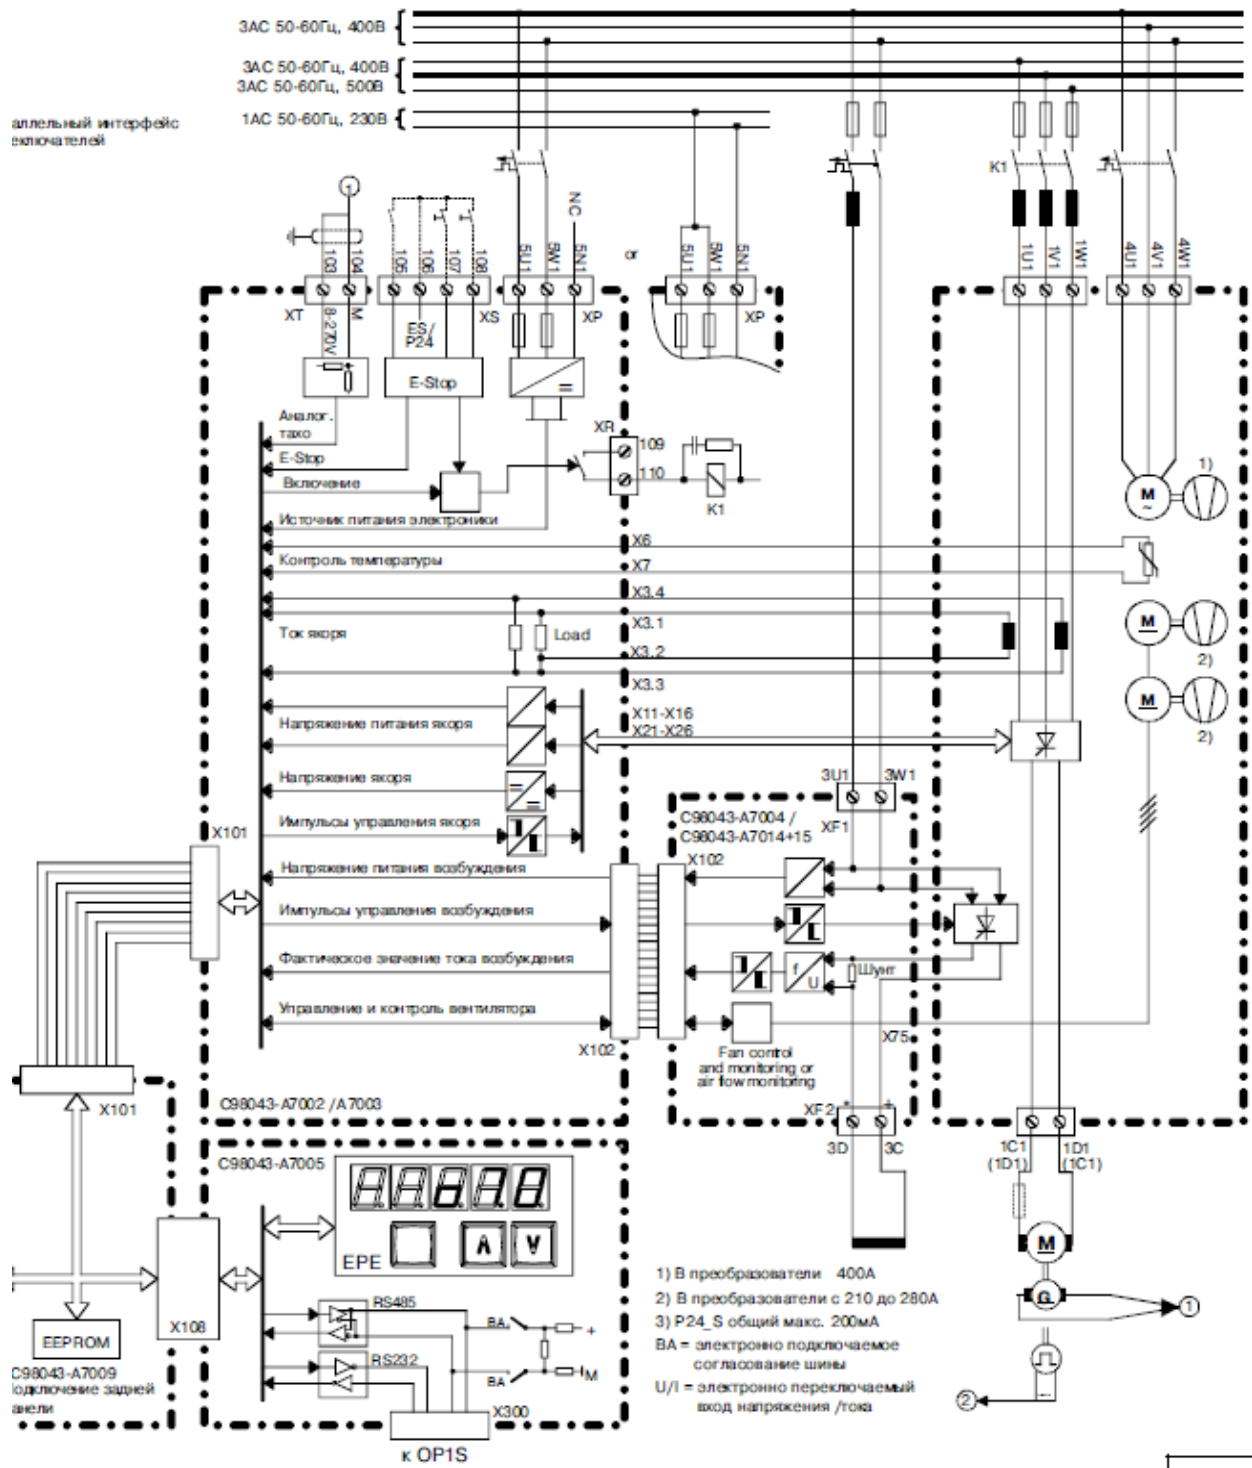 3AC 50-60Гц, 400В
3AC 50-60Гц, 400В
3AC 50-60Гц, 500В
1AC 50-60Гц, 230В
аллельный интерфейс
еключателей
K1
NC
1
103
104
105
106
107
108
5U1
5W1
5N1
or
5U1
5W1
5N1
1U1
1V1
1W1
4U1
4V1
4W1
XT
8-270V
M
ES/
P24
XS
XP
XP
E-Stop
=
Аналог.
тахо
E-Stop
Включение
XR
109
110
K1
M
~
1)
Источник питания электроники
X6
Контроль температуры
X7
X3.4
X3.1
Ток якоря
Load
X3.2
X3.3
M
2)
M
2)
X11-X16
Напряжение питания якоря
X21-X26
Напряжение якоря
3U1
3W1
XF1
Импульсы управления якоря
C98043-A7004 /
C98043-A7014+15
X101
X102
Напряжение питания возбуждения
Импульсы управления возбуждения
Фактическое значение тока возбуждения
f
U
Шунт
Управление и контроль вентилятора
X75
X102
Fan control
and monitoring or
air flow monitoring
X101
C98043-A7002 /A7003
XF2
+
3D
3C
1C1
(1D1)
1D1
(1C1)
C98043-A7005
EPE
Λ
V
M
G
1
1) В преобразователи 400А
2) В преобразователи с 210 до 280А
3) P24_S общий макс. 200мА
BA = электронно подключаемое
согласование шины
U/I = электронно переключаемый
вход напряжения /тока
2
RS485
BA
+
RS232
BA
M
X108
EEPROM
C98043-A7009
одключение задней
анели
X300
к OP1S